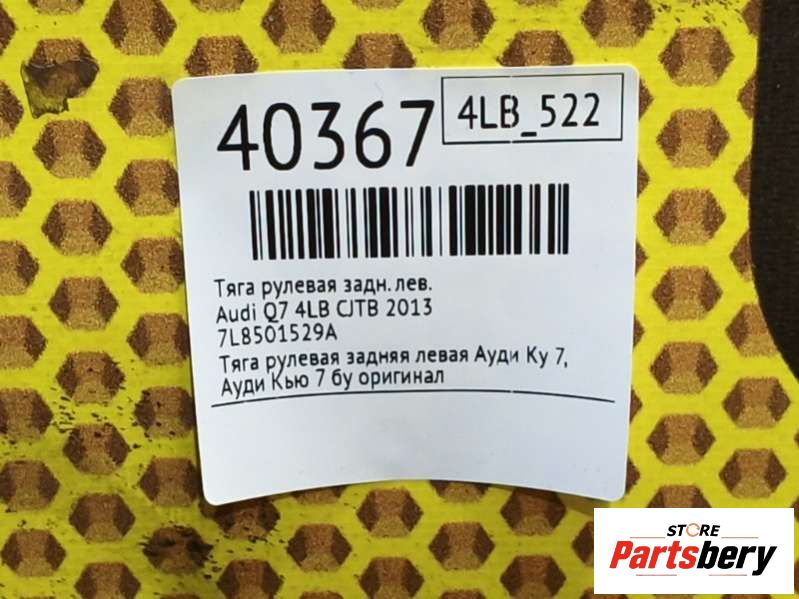 40367
4LB_522
Тяга рулевая задн. лев.
Audi Q7 4LB CJTB 2013
7L8501529A
Тяга рулевая задняя левая Ауди Ку 7,
Ауди Кью 7 бу оригинал
STORE
Partsbery